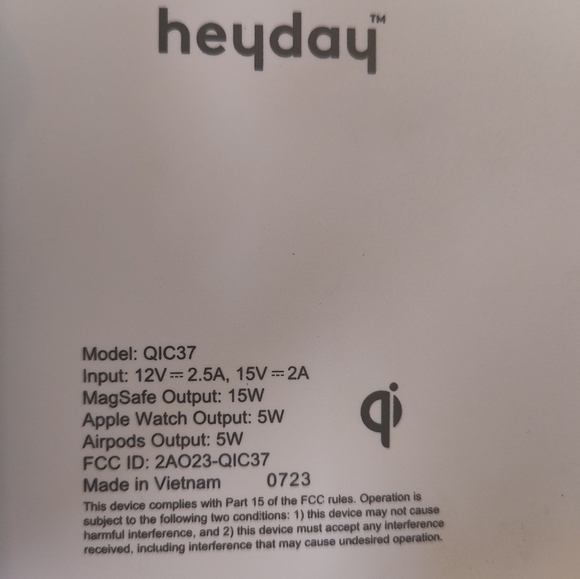 heyday™
Model: QIC37
Input: 12V⎓2.5A, 15V⎓2A
MagSafe Output: 15W
Apple Watch Output: 5W
Airpods Output: 5W
FCC ID: 2AO23-QIC37
Made in Vietnam 0723
qi
This device complies with Part 15 of the FCC rules. Operation is
subject to the following two conditions: 1) this device may not cause
harmful interference, and 2) this device must accept any interference
received, including interference that may cause undesired operation.